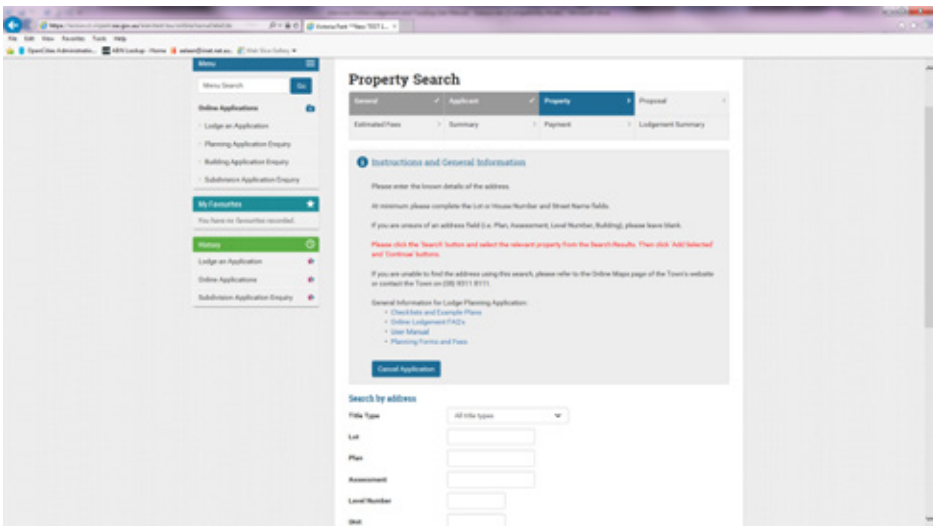 File Edit View Favorites Tools Help
Menu
Menu Search Go
Online Applications
Lodge an Application
Planning Application Enquiry
Building Application Enquiry
Subdivision Application Enquiry
My Favourites
You have no favourites recorded.
History
Lodge an Application
Online Applications
Subdivision Application Enquiry
Property Search
General Applicant Property Proposal
Estimated Fees Summary Payment Lodgement Summary
Instructions and General Information
Please enter the known details of the address.
At minimum please complete the Lot or House Number and Street Name fields.
If you are unsure of an address field (i.e. Plan, Assessment, Level Number, Building), please leave blank.
Please click the 'Search' button and select the relevant property from the Search Results. Then click 'Add Selected'
and 'Continue' buttons.
If you are unable to find the address using this search, please refer to the Online Maps page of the Town's website
or contact the Town on (08) 9311 8111.
General Information for Lodge Planning Application:
• Checklists and Example Plans
• Online Lodgement FAQs
• User Manual
• Planning Forms and Fees
Cancel Application
Search by address
Title Type All title types
Lot
Plan
Assessment
Level Number
Unit